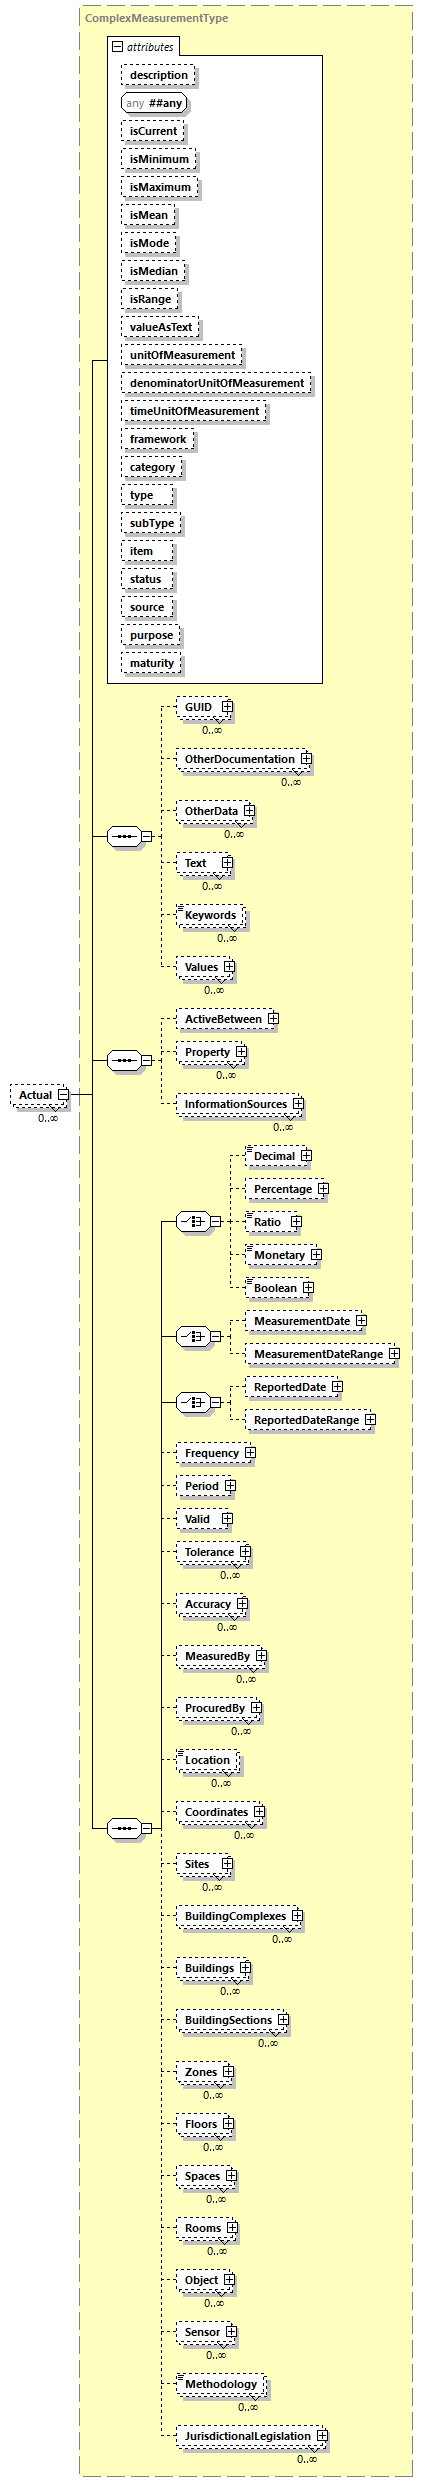 ComplexMeasurementType
attributes
description
any ##any
isCurrent
isMinimum
isMaximum
isMean
isMode
isMedian
isRange
valueAsText
unitOfMeasurement
denominatorUnitOfMeasurement
timeUnitOfMeasurement
framework
category
type
subType
item
status
source
purpose
maturity
GUID
0..∞
OtherDocumentation
0..∞
OtherData
0..∞
Text
0..∞
Keywords
0..∞
Values
0..∞
ActiveBetween
Property
0..∞
Actual
0..∞
InformationSources
0..∞
Decimal
Percentage
Ratio
Monetary
Boolean
MeasurementDate
MeasurementDateRange
ReportedDate
ReportedDateRange
Frequency
Period
Valid
Tolerance
0..∞
Accuracy
0..∞
MeasuredBy
0..∞
ProcuredBy
0..∞
Location
0..∞
Coordinates
0..∞
Sites
0..∞
BuildingComplexes
0..∞
Buildings
0..∞
BuildingSections
0..∞
Zones
0..∞
Floors
0..∞
Spaces
0..∞
Rooms
0..∞
Object
0..∞
Sensor
0..∞
Methodology
0..∞
JurisdictionalLegislation
0..∞